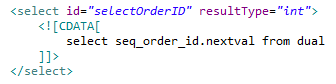 <select id="selectOrderID" resultType="int">
<![CDATA[
select seq_order_id.nextval from dual
]]>
</select>